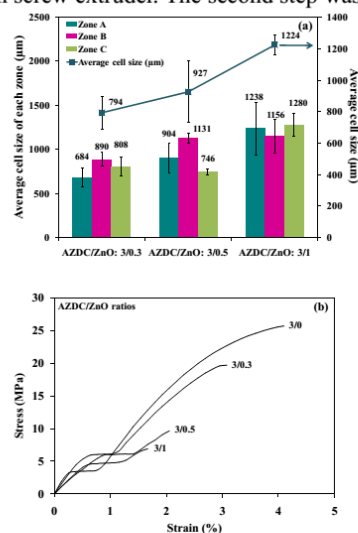 screw extruder. The second step was
(a)
Zone A
Zone B
Zone C
Average cell size (µm)
Average cell size of each zone (µm)
2500
2000
1500
1000
500
0
Average cell size (µm)
1400
1200
1000
800
600
400
200
0
794
927
1224
684
890
808
904
1131
746
1238
1156
1280
AZDC/ZnO: 3/0.3
AZDC/ZnO: 3/0.5
AZDC/ZnO: 3/1
AZDC/ZnO ratios
(b)
Stress (MPa)
30
25
20
15
10
5
0
3/0
3/0.3
3/0.5
3/1
0
1
2
3
4
5
Strain (%)